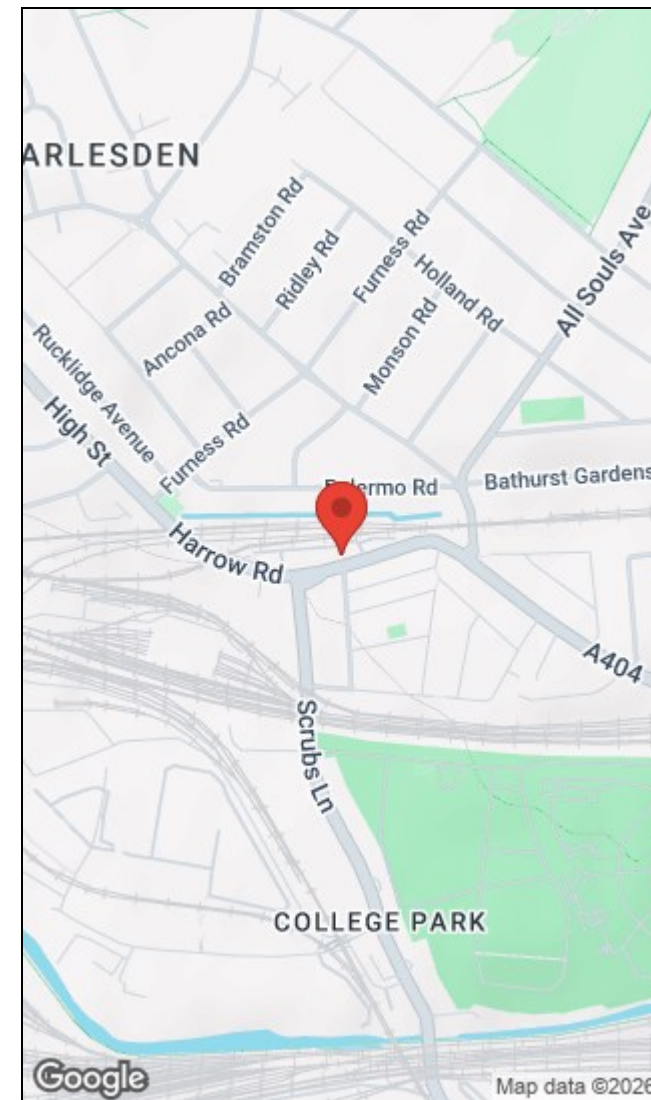 ARLESDEN
Bramston Rd
Ridley Rd
Furness Rd
Holland Rd
All Souls Ave
Ancona Rd
Monson Rd
Rucklidge Avenue
High St
Furness Rd
ermo Rd
Bathurst Gardens
Harrow Rd
A404
Scrubs Ln
COLLEGE PARK
Google
Map data ©2026